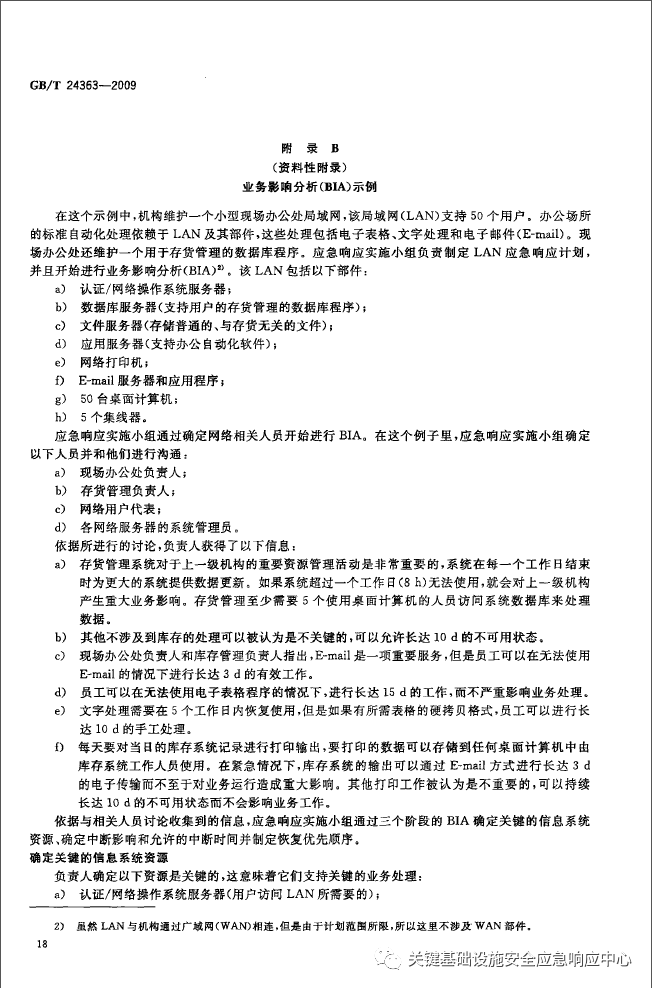 GB/T 24363—2009
附 录 B
(资料性附录)
业务影响分析(BIA)示例
在这个示例中,机构维护一个小型现场办公处局域网,该局域网(LAN)支持 50 个用户。办公场所
的标准自动化处理依赖于 LAN 及其部件,这些处理包括电子表格、文字处理和电子邮件(E-mail)。现
场办公处还维护一个用于存货管理的数据库程序。应急响应实施小组负责制定 LAN 应急响应计划,
并且开始进行业务影响分析(BIA)²⁾。该 LAN 包括以下部件:
a) 认证/网络操作系统服务器;
b) 数据库服务器(支持用户的存货管理的数据库程序);
c) 文件服务器(存储普通的、与存货无关的文件);
d) 应用服务器(支持办公自动化软件);
e) 网络打印机;
f) E-mail 服务器和应用程序;
g) 50 台桌面计算机;
h) 5 个集线器。
应急响应实施小组通过确定网络相关人员开始进行 BIA。在这个例子里,应急响应实施小组确定
以下人员并和他们进行沟通:
a) 现场办公处负责人;
b) 存货管理负责人;
c) 网络用户代表;
d) 各网络服务器的系统管理员。
依据所进行的讨论,负责人获得了以下信息:
a) 存货管理系统对于上一级机构的重要资源管理活动是非常重要的,系统在每一个工作日结束
时为更大的系统提供数据更新。如果系统超过一个工作日(8 h)无法使用,就会对上一级机构
产生重大业务影响。存货管理至少需要 5 个使用桌面计算机的人员访问系统数据库来处理
数据。
b) 其他不涉及到库存的处理可以被认为是不关键的,可以允许长达 10 d 的不可用状态。
c) 现场办公处负责人和库存管理负责人指出,E-mail 是一项重要服务,但是员工可以在无法使用
E-mail 的情况下进行长达 3 d 的有效工作。
d) 员工可以在无法使用电子表格程序的情况下,进行长达 15 d 的工作,而不严重影响业务处理。
e) 文字处理需要在 5 个工作日内恢复使用,但是如果有所需表格的硬拷贝格式,员工可以进行长
达 10 d 的手工处理。
f) 每天要对当日的库存系统记录进行打印输出,要打印的数据可以存储到任何桌面计算机中由
库存系统工作人员使用。在紧急情况下,库存系统的输出可以通过 E-mail 方式进行长达 3 d
的电子传输而不至于对业务运行造成重大影响。其他打印工作被认为是不重要的,可以持续
长达 10 d 的不可用状态而不会影响业务工作。
依据与相关人员讨论收集到的信息,应急响应实施小组通过三个阶段的 BIA 确定关键的信息系统
资源、确定中断影响和允许的中断时间并制定恢复优先顺序。
确定关键的信息系统资源
负责人确定以下资源是关键的,这意味着它们支持关键的业务处理:
a) 认证/网络操作系统服务器(用户访问 LAN 所需要的);
2) 虽然 LAN 与机构通过广域网(WAN)相连,但是由于计划范围所限,所以这里不涉及 WAN 部件。
18
关键基础设施安全应急响应中心